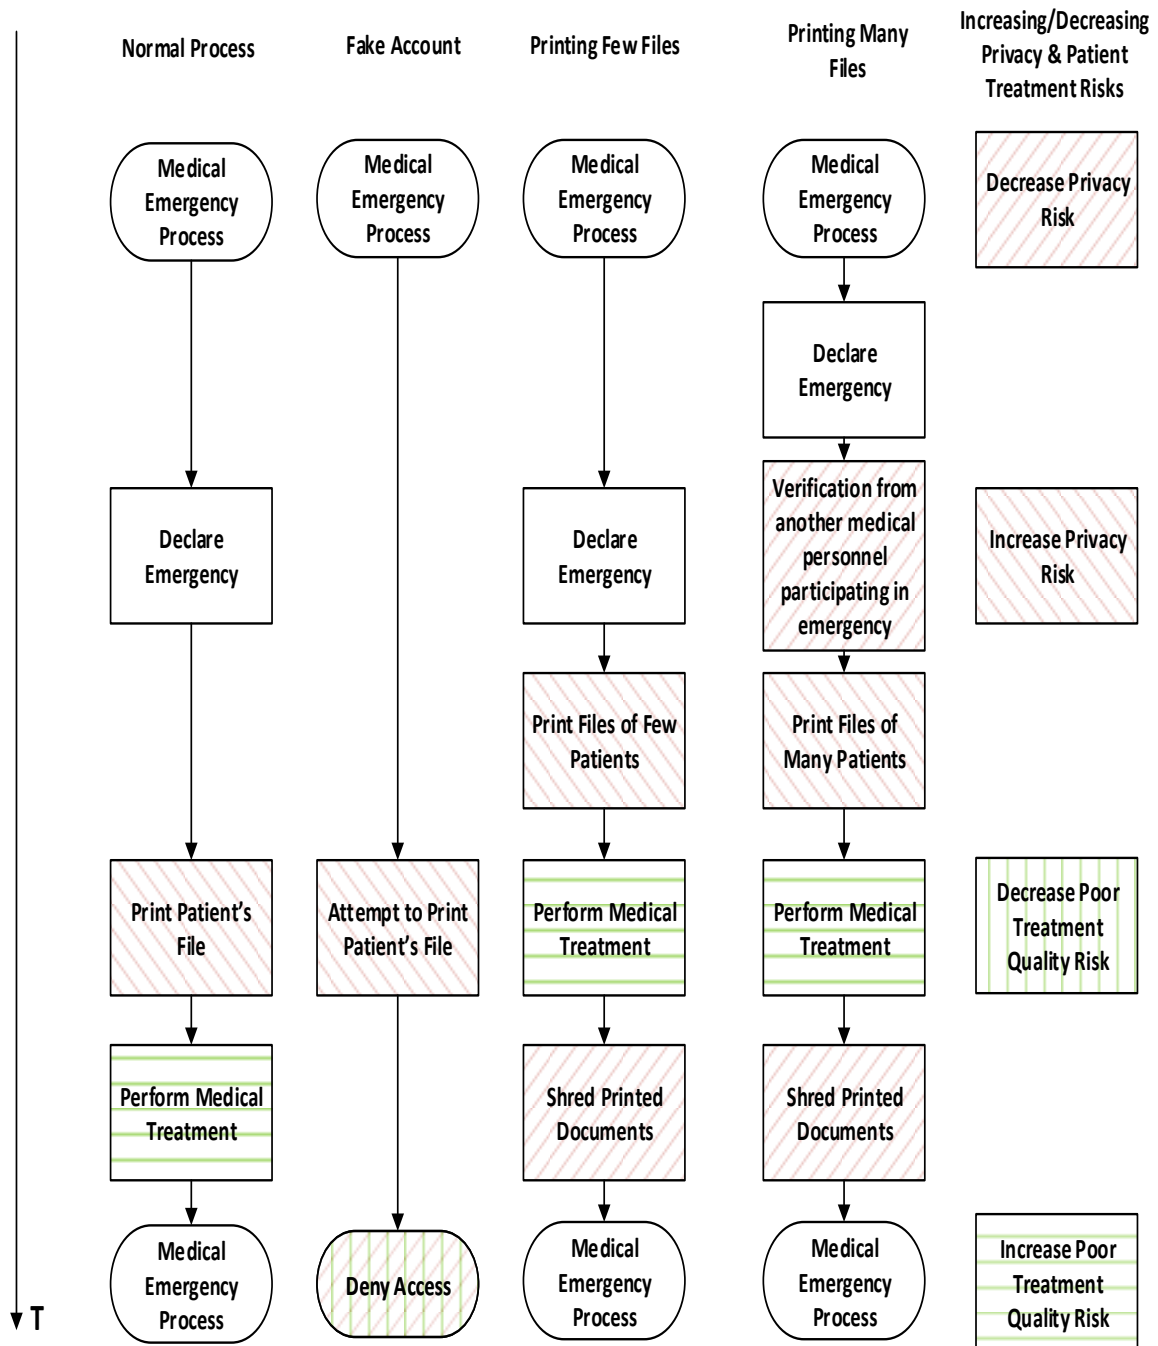 Normal Process
Fake Account
Printing Few Files
Printing Many
Files
Increasing/Decreasing
Privacy & Patient
Treatment Risks
Medical
Emergency
Process
Medical
Emergency
Process
Medical
Emergency
Process
Medical
Emergency
Process
Decrease Privacy
Risk
Declare
Emergency
Declare
Emergency
Declare
Emergency
Verification from
another medical
personnel
participating in
emergency
Increase Privacy
Risk
Print Files of Few
Patients
Print Files of
Many Patients
Print Patient’s
File
Attempt to Print
Patient’s File
Perform Medical
Treatment
Perform Medical
Treatment
Decrease Poor
Treatment
Quality Risk
Perform Medical
Treatment
Shred Printed
Documents
Shred Printed
Documents
Medical
Emergency
Process
Deny Access
Medical
Emergency
Process
Medical
Emergency
Process
Increase Poor
Treatment
Quality Risk
T